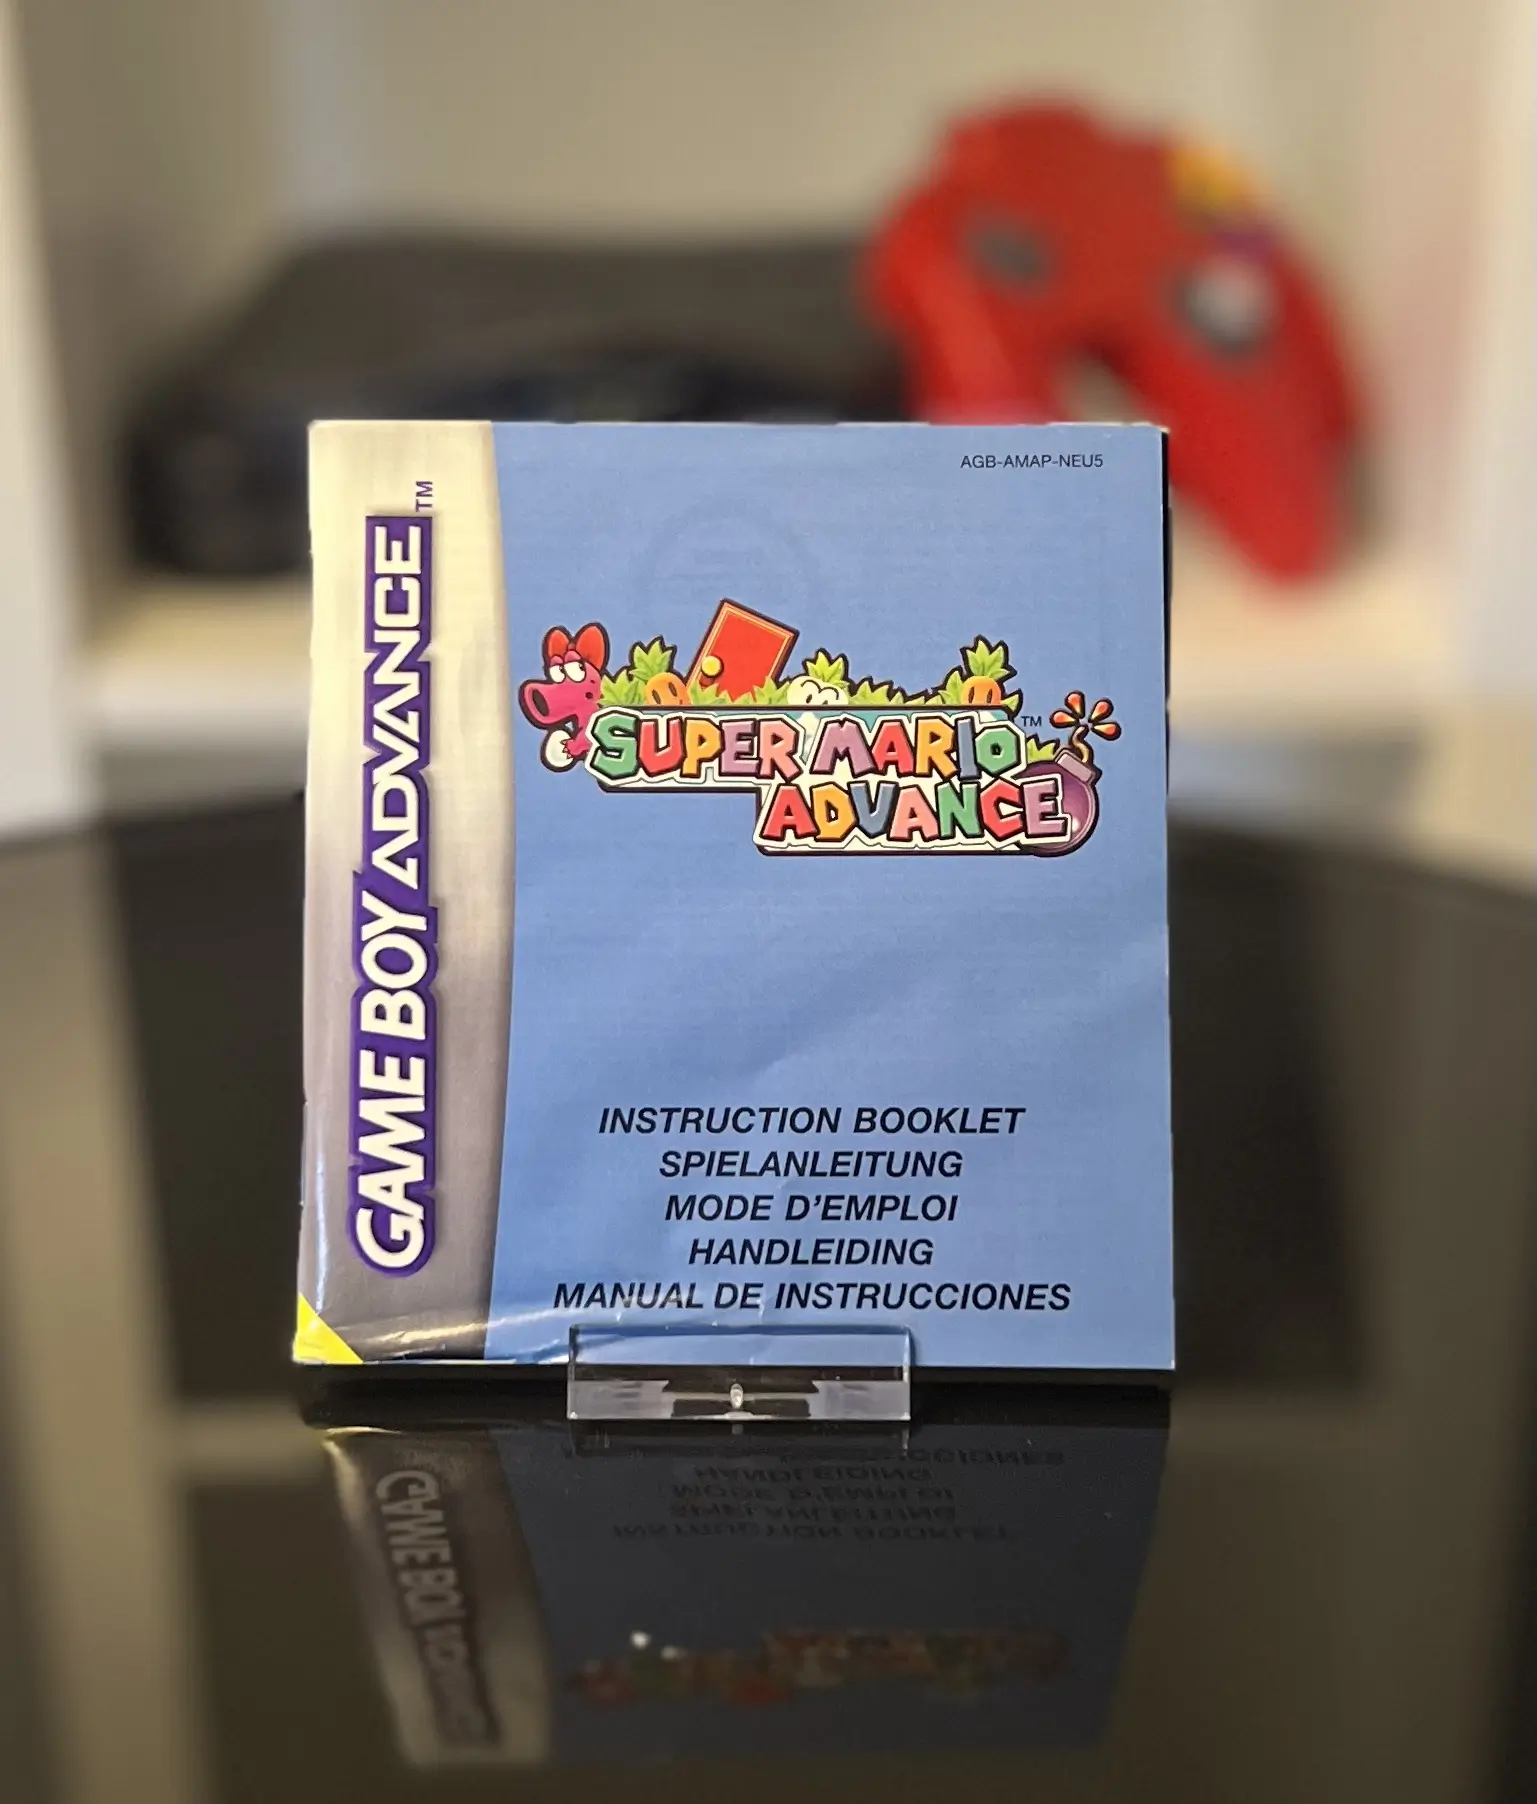 AGB-AMAP-NEU5
GAME BOY ADVANCE™
SUPER MARIO™
ADVANCE
INSTRUCTION BOOKLET
SPIELANLEITUNG
MODE D'EMPLOI
HANDLEIDING
MANUAL DE INSTRUCCIONES